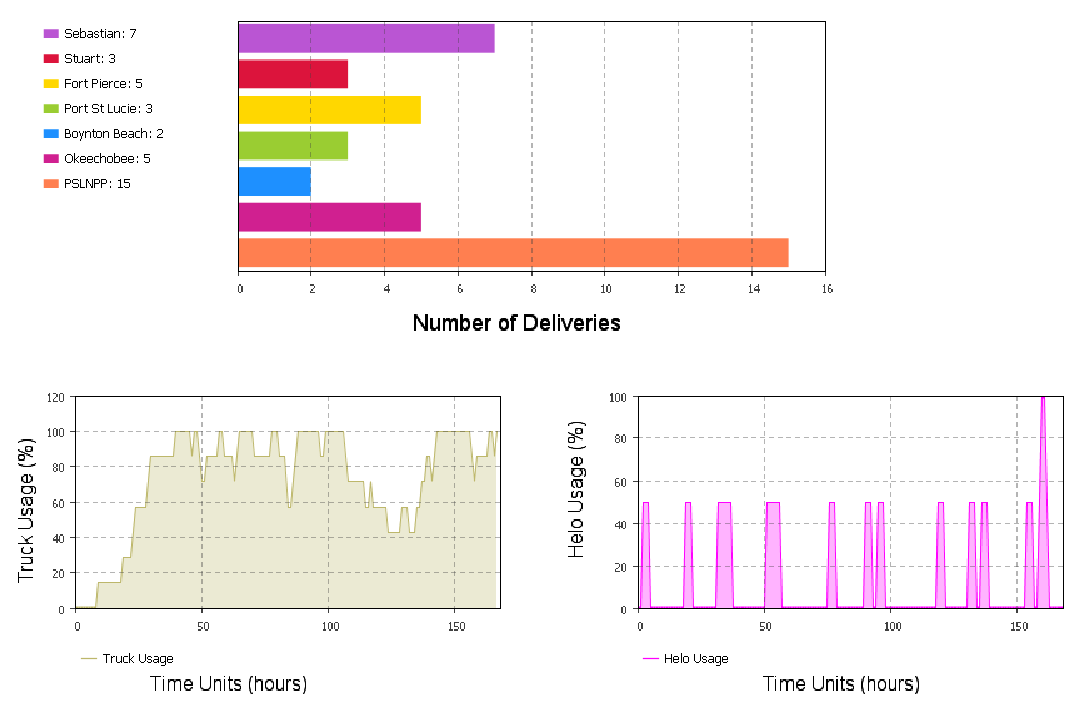 Sebastian: 7
Stuart: 3
Fort Pierce: 5
Port St Lucie: 3
Boynton Beach: 2
Okeechobee: 5
PSLNPP: 15
0 2 4 6 8 10 12 14 16
Number of Deliveries
120
100
80
60
40
20
0
Truck Usage (%)
0 50 100 150
Truck Usage
Time Units (hours)
100
80
60
40
20
0
Helo Usage (%)
0 50 100 150
Helo Usage
Time Units (hours)